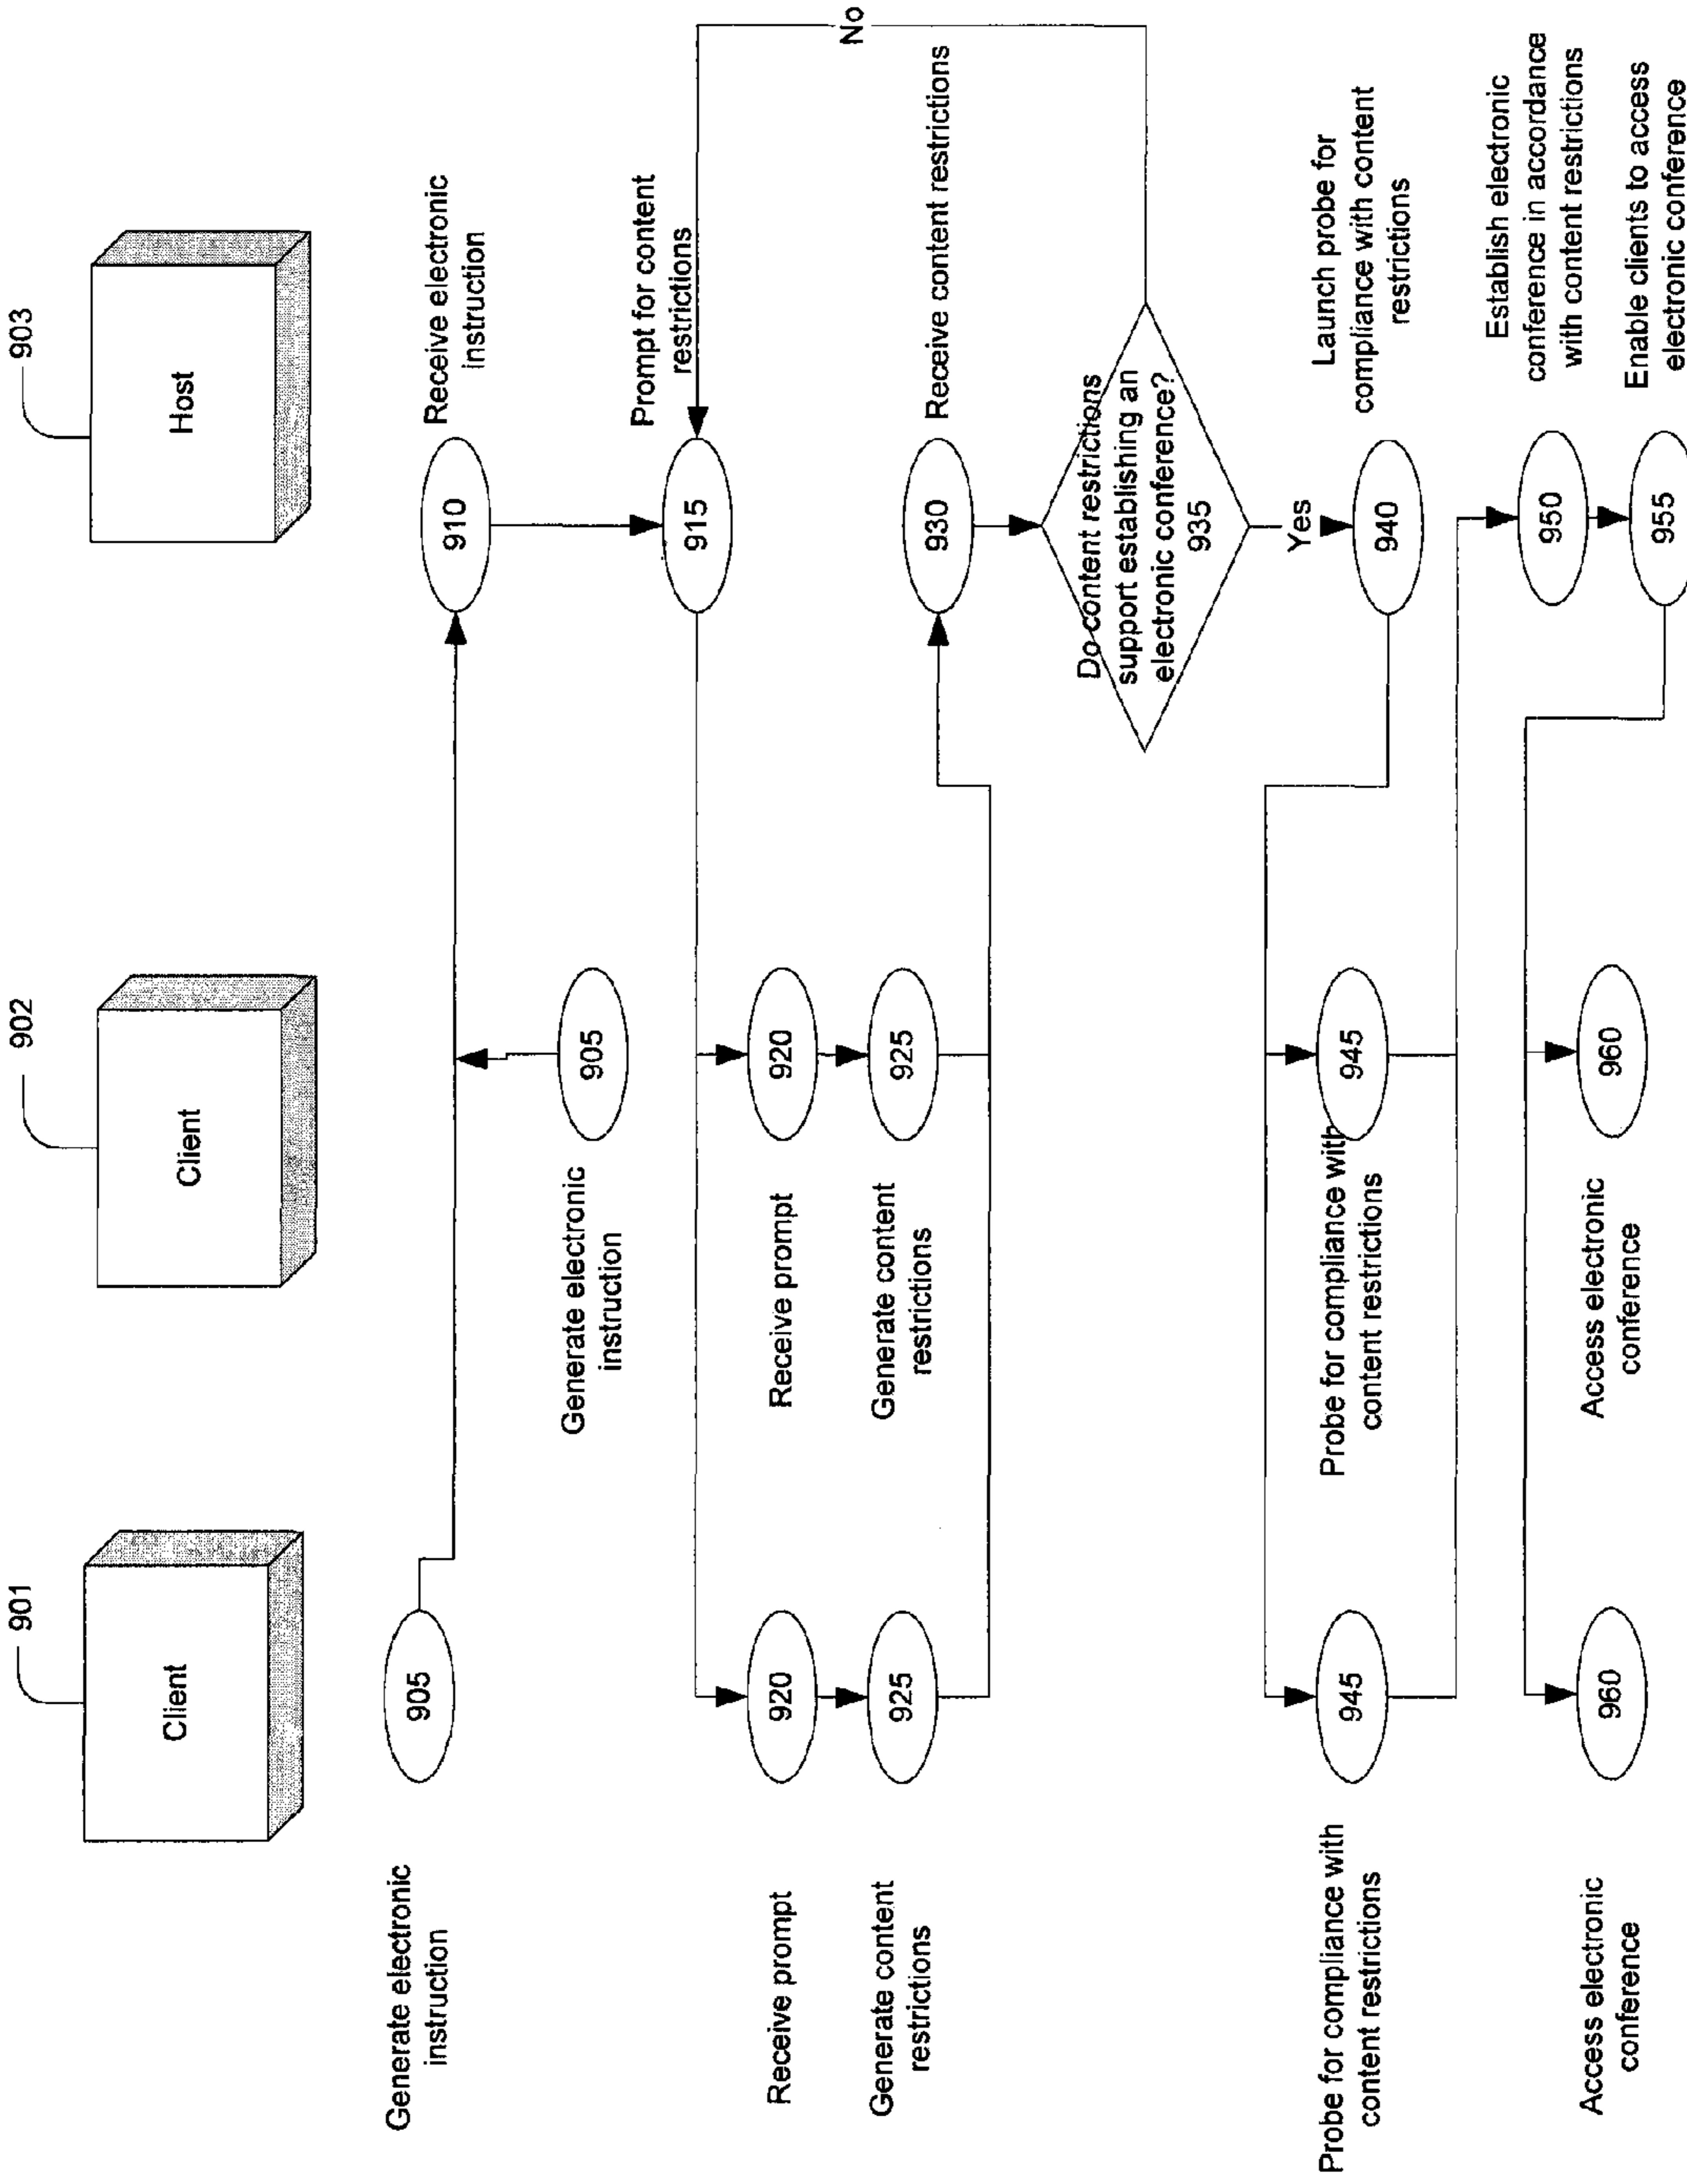 901
902
903
Client
Client
Host
Generate electronic
instruction
905
Generate electronic
instruction
905
910
Receive electronic
instruction
915
Prompt for content
restrictions
Receive prompt
920
Receive prompt
920
Generate content
restrictions
925
Generate content
restrictions
925
930
Receive content restrictions
Do content restrictions
support establishing an
electronic conference?
935
No
Yes
940
Launch probe for
compliance with content
restrictions
Probe for compliance with
content restrictions
945
Probe for compliance with
content restrictions
945
950
Establish electronic
conference in accordance
with content restrictions
955
Enable clients to access
electronic conference
Access electronic
conference
960
Access electronic
conference
960